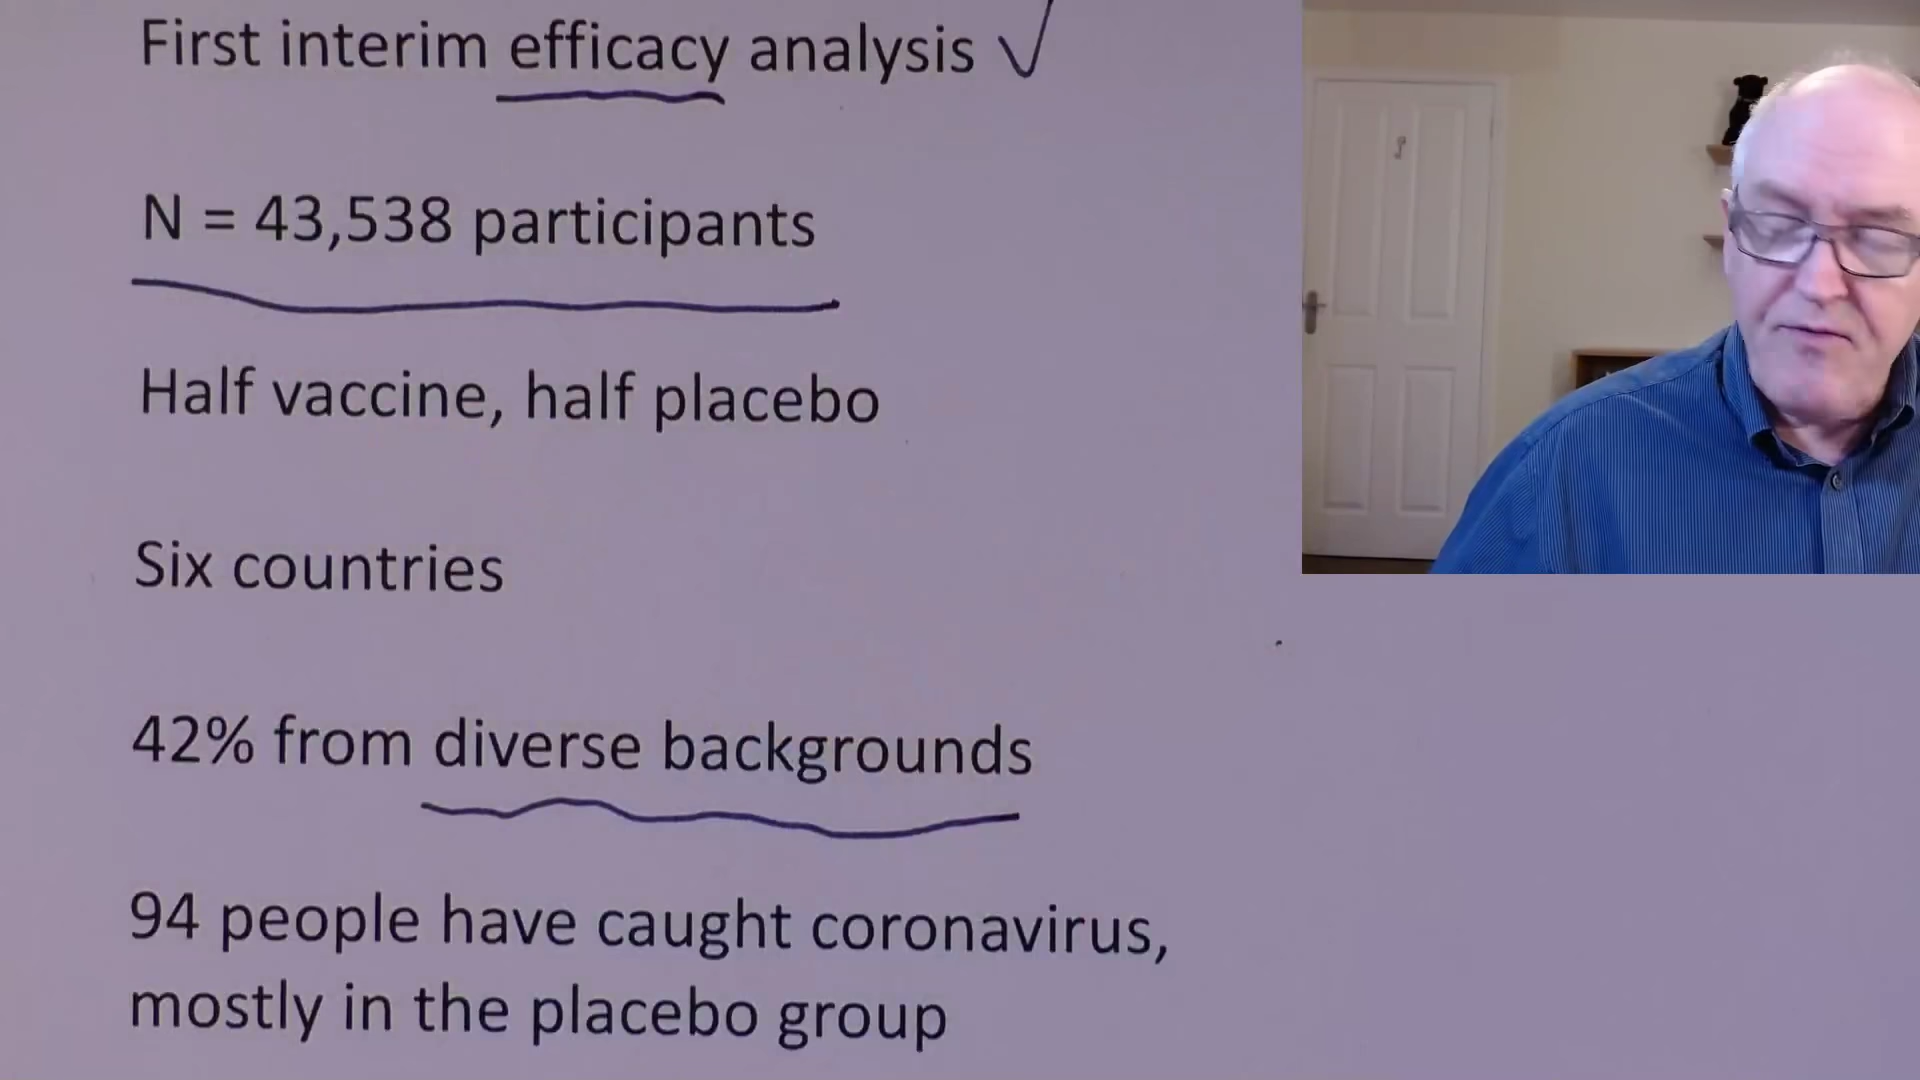 First interim efficacy analysis √
N = 43,538 participants
Half vaccine, half placebo
Six countries
42% from diverse backgrounds
94 people have caught coronavirus,
mostly in the placebo group